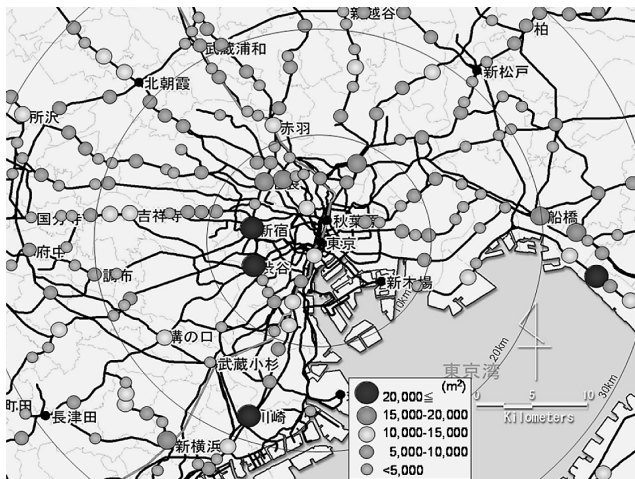 新越谷
柏
武蔵浦和
新松戸
北朝霞
所沢
赤羽
国分寺
吉祥寺
新宿
秋葉原
船橋
東京
府中
渋谷
調布
新木場
10km
溝の口
20km
武蔵小杉
東京湾
30km
(m²)
20,000≦
15,000-20,000
10,000-15,000
5,000-10,000
<5,000
0 5 10
Kilometers
町田
長津田
川崎
新横浜